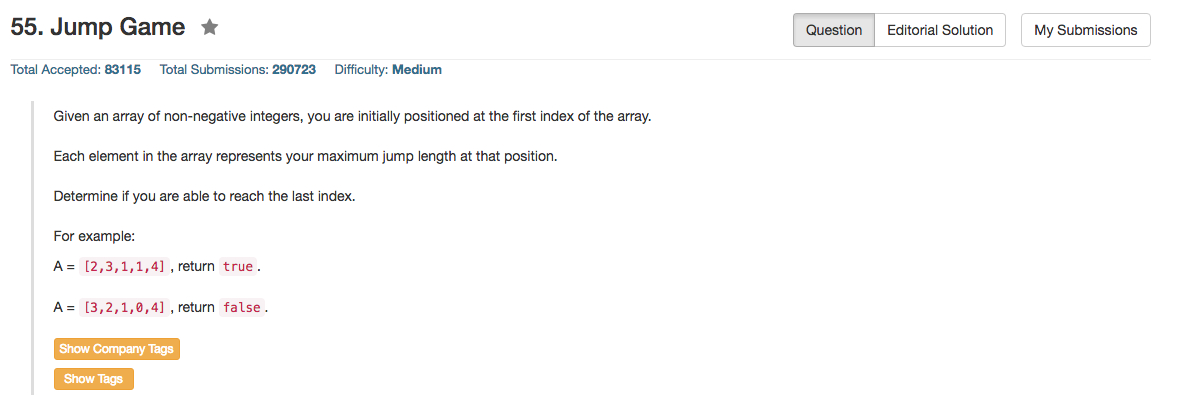 55. Jump Game ★ Question Editorial Solution My Submissions
Total Accepted: 83115 Total Submissions: 290723 Difficulty: Medium
Given an array of non-negative integers, you are initially positioned at the first index of the array.
Each element in the array represents your maximum jump length at that position.
Determine if you are able to reach the last index.
For example:
A = [2,3,1,1,4] , return true .
A = [3,2,1,0,4] , return false .
Show Company Tags
Show Tags